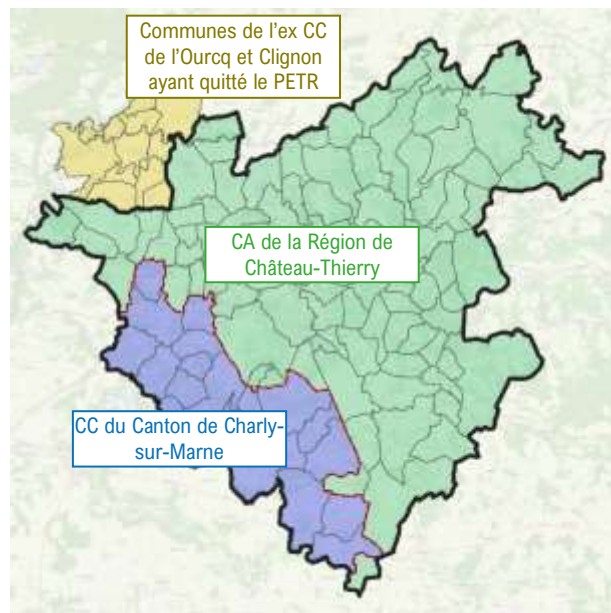 Communes de l'ex CC
de l'Ourcq et Clignon
ayant quitté le PETR
CA de la Région de
Château-Thierry
CC du Canton de Charly-
sur-Marne